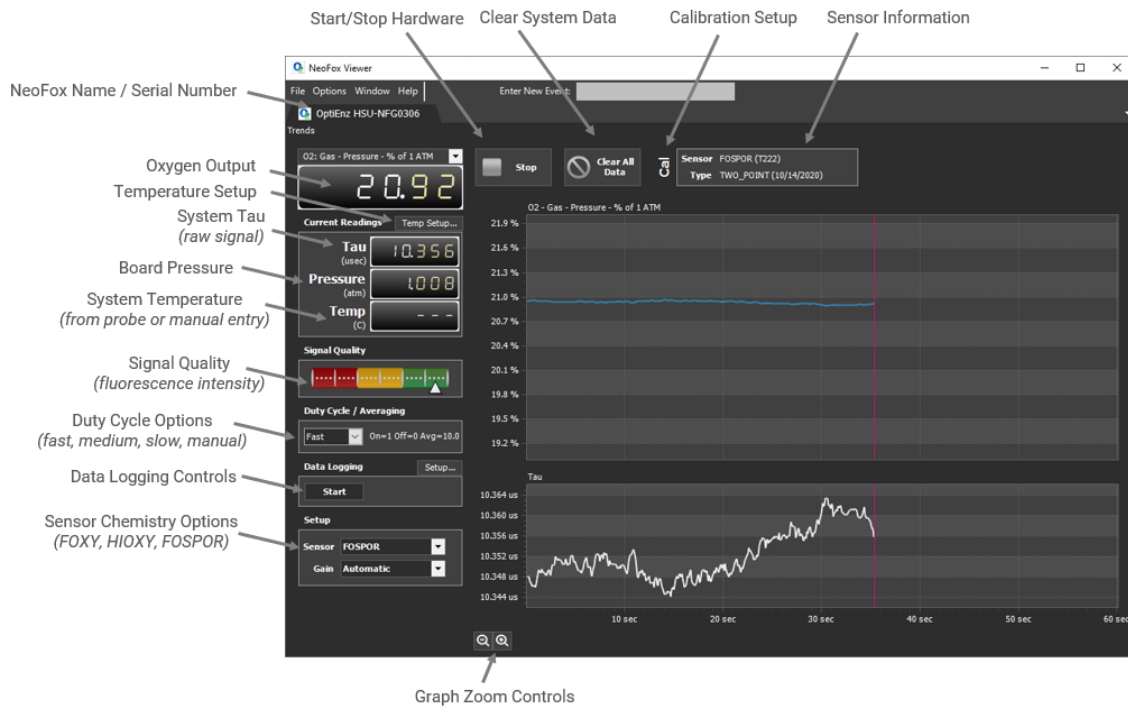 Start/Stop Hardware
Clear System Data
Calibration Setup
Sensor Information
NeoFox Viewer
NeoFox Name / Serial Number
File Options Window Help
Enter New Event:
OptiEnz HSU-NFG0306
Trends
O2: Gas - Pressure - % of 1 ATM
Stop
Clear All
Data
Cal
Sensor FOSPOR (T222)
Type TWO_POINT (10/14/2020)
Oxygen Output
20.92
Temperature Setup
O2 - Gas - Pressure - % of 1 ATM
System Tau
(raw signal)
Current Readings
Temp Setup...
Tau
(usec)
10.356
Board Pressure
Pressure
(atm)
1.008
System Temperature
(from probe or manual entry)
Temp
(C)
- - -
21.9 %
21.6 %
21.3 %
21.0 %
20.7 %
20.4 %
20.1 %
19.8 %
19.5 %
19.2 %
Signal Quality
Signal Quality
(fluorescence intensity)
Duty Cycle / Averaging
Duty Cycle Options
(fast, medium, slow, manual)
Fast
On=1 Off=0 Avg=10.0
Data Logging
Setup...
Data Logging Controls
Start
Tau
10.364 us
10.360 us
10.356 us
10.352 us
10.348 us
10.344 us
Sensor Chemistry Options
(FOXY, HIOXY, FOSPOR)
Setup
Sensor FOSPOR
Gain Automatic
10 sec
20 sec
30 sec
40 sec
50 sec
60 sec
Graph Zoom Controls